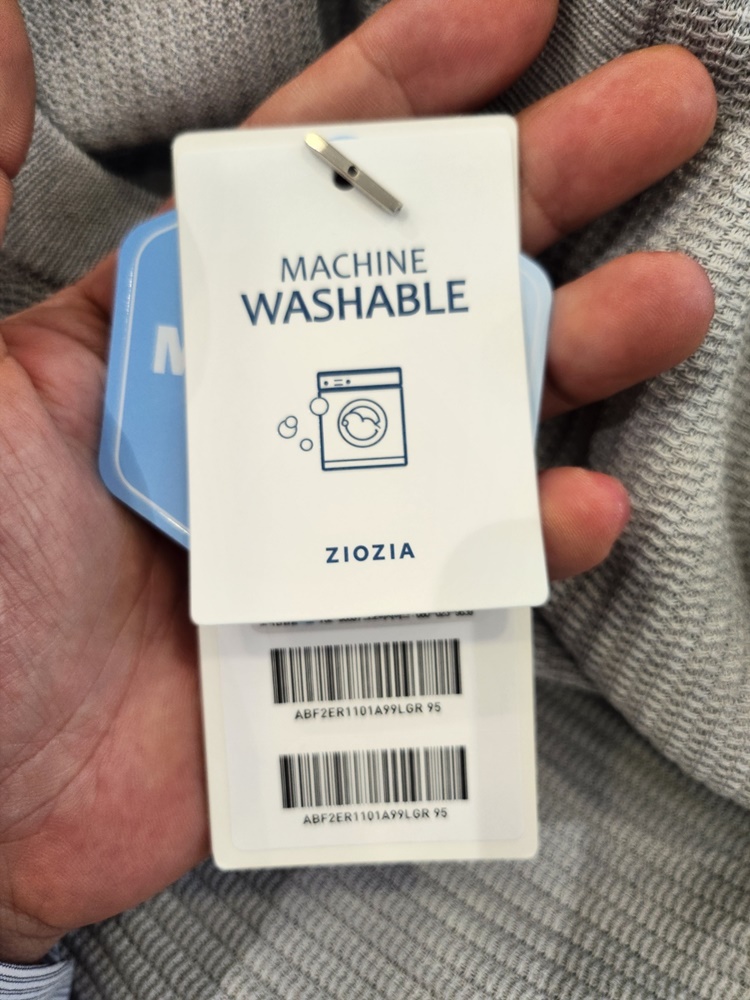 MACHINE
WASHABLE
M
ZIOZIA
ABF2ER1101A99LGR 95
ABF2ER1101A99LGR 95